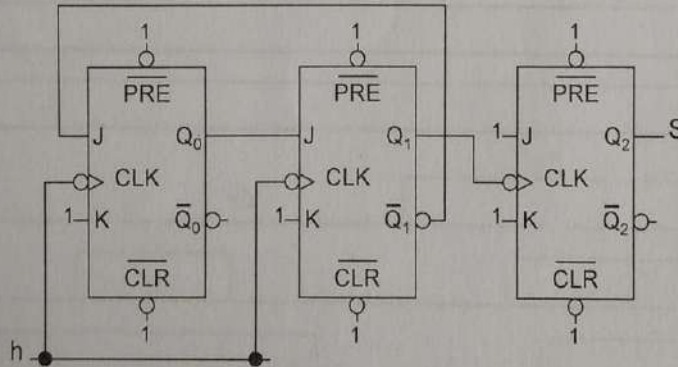 1 1 1
PRE PRE PRE
J Q₀ J Q₁ 1 J Q₂ S
CLK CLK CLK
1 K Q̅₀ 1 K Q̅₁ 1 K Q̅₂
CLR CLR CLR
1 1 1
h